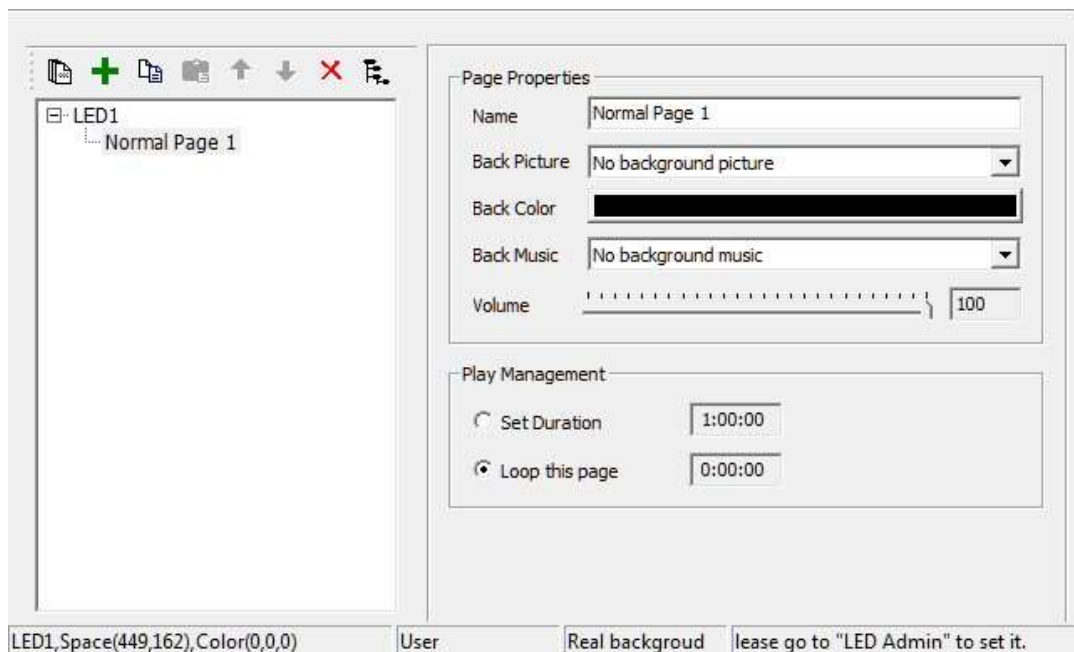 LED1
Normal Page 1
Page Properties
Name Normal Page 1
Back Picture No background picture
Back Color
Back Music No background music
Volume 100
Play Management
Set Duration 1:00:00
Loop this page 0:00:00
LED1,Space(449,162),Color(0,0,0) User Real backgroud lease go to "LED Admin" to set it.